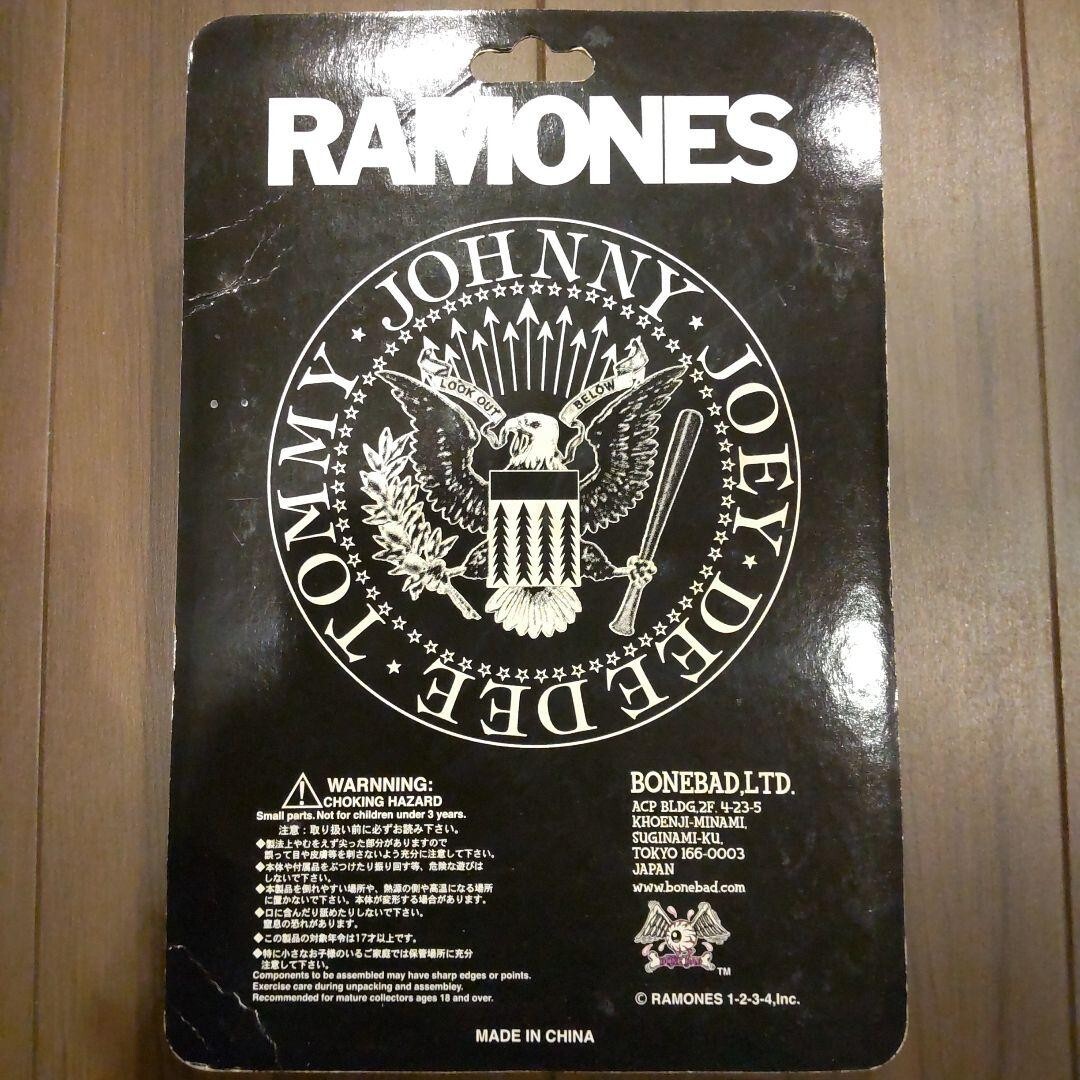 RAMONES
JOHNNY · JOEY · DEEDEE · TOMMY
LOOK OUT BELOW
WARNNING:
CHOKING HAZARD
Small parts. Not for children under 3 years.
注意：取り扱い前に必ずお読み下さい。
◆製法上やむをえず尖った部分がありますので
誤って目や皮膚等を刺さないよう充分に注意して下さい。
◆本体や付属品をぶつけたり振り回す等、危険な遊びは
しないで下さい。
◆本製品を倒れやすい場所や、熱源の側や高温になる場所
に置かないで下さい。本体が変形する場合があります。
◆口に含んだり舐めたりしないで下さい。
窒息の恐れがあります。
◆この製品の対象年令は17才以上です。
◆特に小さなお子様のいるご家庭では保管場所に充分
注意して下さい。
Components to be assembled may have sharp edges or points.
Exercise care during unpacking and assembley.
Recommended for mature collectors ages 18 and over.
BONEBAD,LTD.
ACP BLDG,2F. 4-23-5
KHOENJI-MINAMI,
SUGINAMI-KU,
TOKYO 166-0003
JAPAN
www.bonebad.com
TM
© RAMONES 1-2-3-4,Inc.
MADE IN CHINA